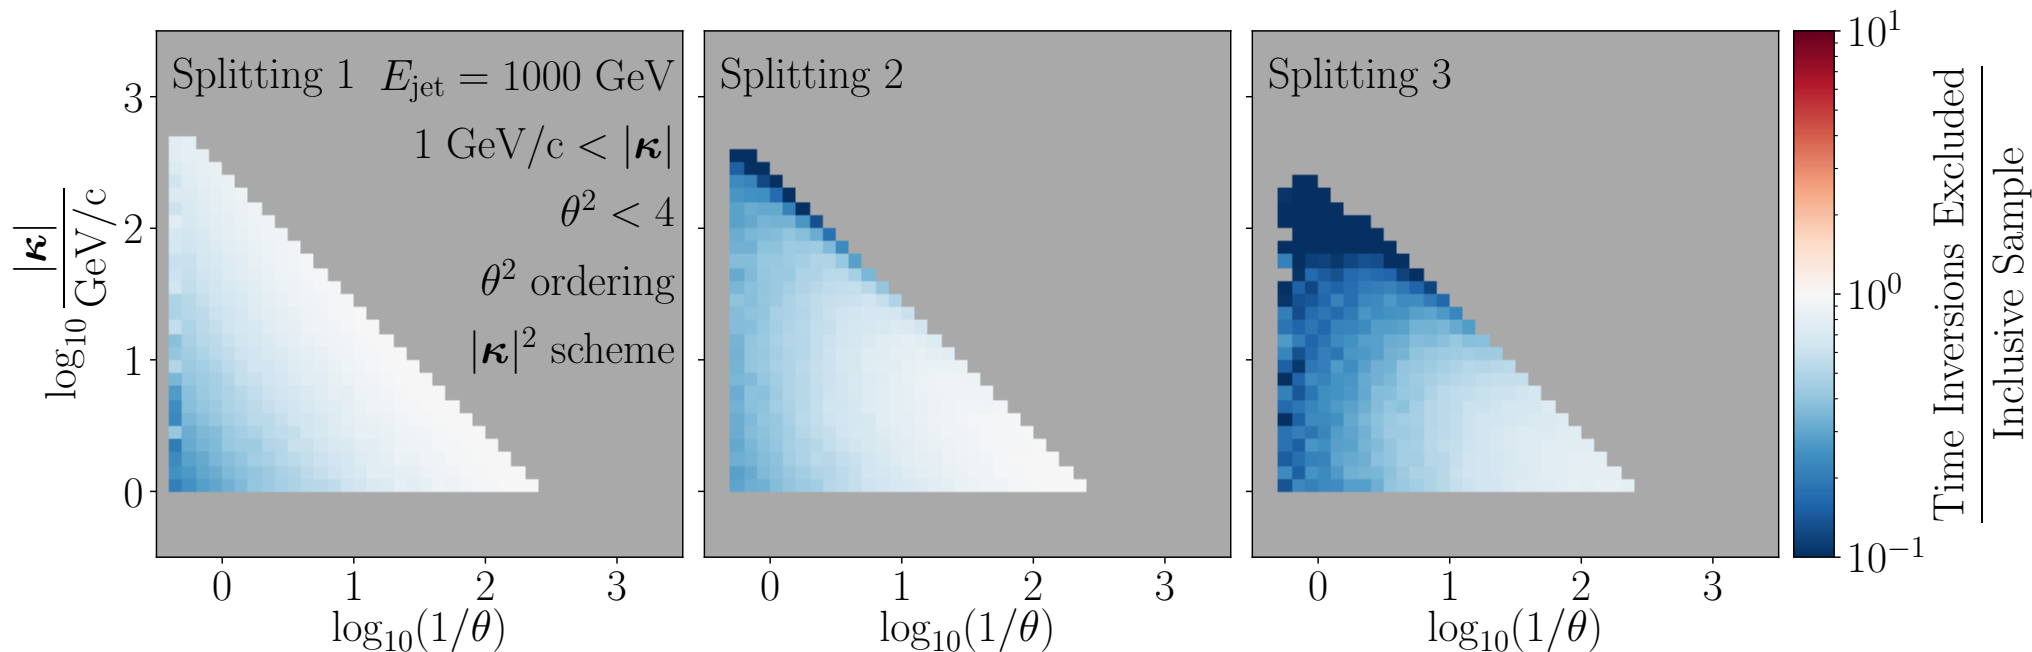 Splitting 1 E_jet = 1000 GeV
1 GeV/c < |κ|
θ² < 4
θ² ordering
|κ|² scheme
Splitting 2
Splitting 3
log₁₀ |κ| / GeV/c
3
2
1
0
0 1 2 3
0 1 2 3
0 1 2 3
log₁₀(1/θ)
log₁₀(1/θ)
log₁₀(1/θ)
10¹
10⁰
10⁻¹
Time Inversions Excluded
Inclusive Sample